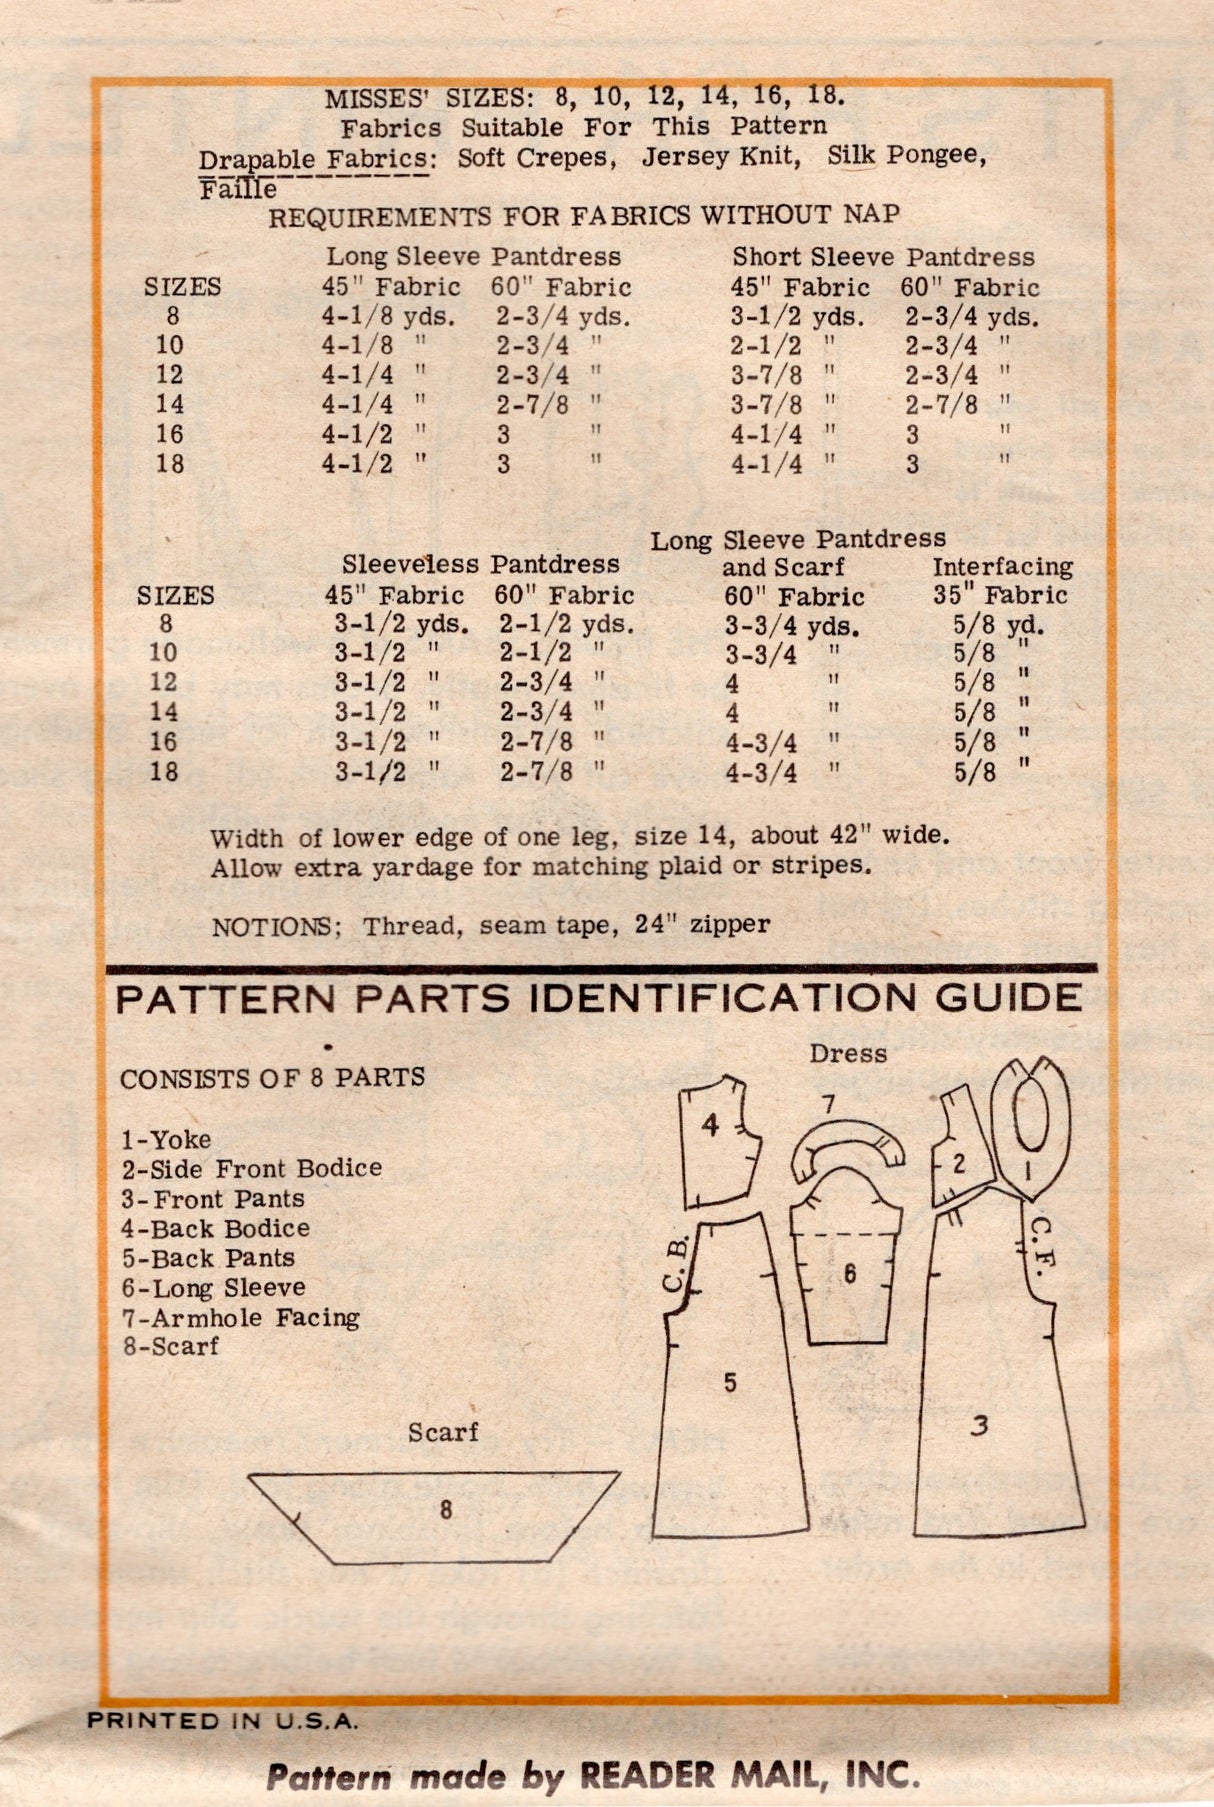 MISSES' SIZES: 8, 10, 12, 14, 16, 18.
Fabrics Suitable For This Pattern
Drapable Fabrics: Soft Crepes, Jersey Knit, Silk Pongee,
Faille
REQUIREMENTS FOR FABRICS WITHOUT NAP
Long Sleeve Pantdress Short Sleeve Pantdress
SIZES 45" Fabric 60" Fabric 45" Fabric 60" Fabric
8 4-1/8 yds. 2-3/4 yds. 3-1/2 yds. 2-3/4 yds.
10 4-1/8 " 2-3/4 " 2-1/2 " 2-3/4 "
12 4-1/4 " 2-3/4 " 3-7/8 " 2-3/4 "
14 4-1/4 " 2-7/8 " 3-7/8 " 2-7/8 "
16 4-1/2 " 3 " 4-1/4 " 3 "
18 4-1/2 " 3 " 4-1/4 " 3 "
Long Sleeve Pantdress
Sleeveless Pantdress and Scarf Interfacing
SIZES 45" Fabric 60" Fabric 60" Fabric 35" Fabric
8 3-1/2 yds. 2-1/2 yds. 3-3/4 yds. 5/8 yd.
10 3-1/2 " 2-1/2 " 3-3/4 " 5/8 "
12 3-1/2 " 2-3/4 " 4 " 5/8 "
14 3-1/2 " 2-3/4 " 4 " 5/8 "
16 3-1/2 " 2-7/8 " 4-3/4 " 5/8 "
18 3-1/2 " 2-7/8 " 4-3/4 " 5/8 "
Width of lower edge of one leg, size 14, about 42" wide.
Allow extra yardage for matching plaid or stripes.
NOTIONS; Thread, seam tape, 24" zipper
PATTERN PARTS IDENTIFICATION GUIDE
CONSISTS OF 8 PARTS
1-Yoke
2-Side Front Bodice
3-Front Pants
4-Back Bodice
5-Back Pants
6-Long Sleeve
7-Armhole Facing
8-Scarf
Dress
4
7
2
1
C.B.
6
C.F.
5
3
Scarf
8
PRINTED IN U.S.A.
Pattern made by READER MAIL, INC.